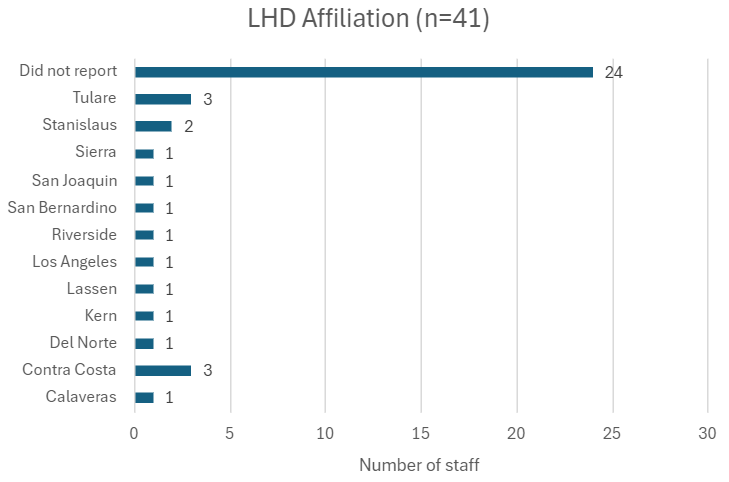 LHD Affiliation (n=41)
Did not report 24
Tulare 3
Stanislaus 2
Sierra 1
San Joaquin 1
San Bernardino 1
Riverside 1
Los Angeles 1
Lassen 1
Kern 1
Del Norte 1
Contra Costa 3
Calaveras 1
0 5 10 15 20 25 30
Number of staff